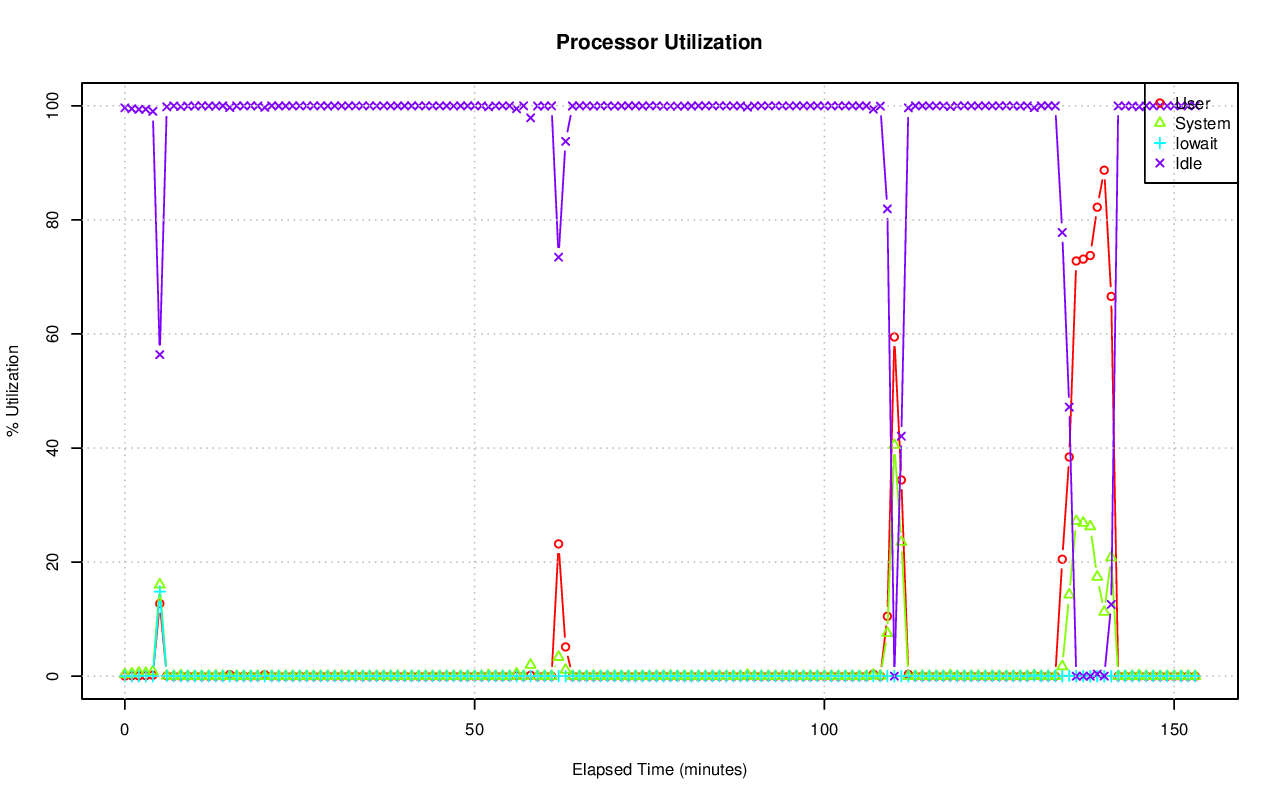 Processor Utilization
% Utilization
100
80
60
40
20
0
User
System
Iowait
Idle
0 50 100 150
Elapsed Time (minutes)